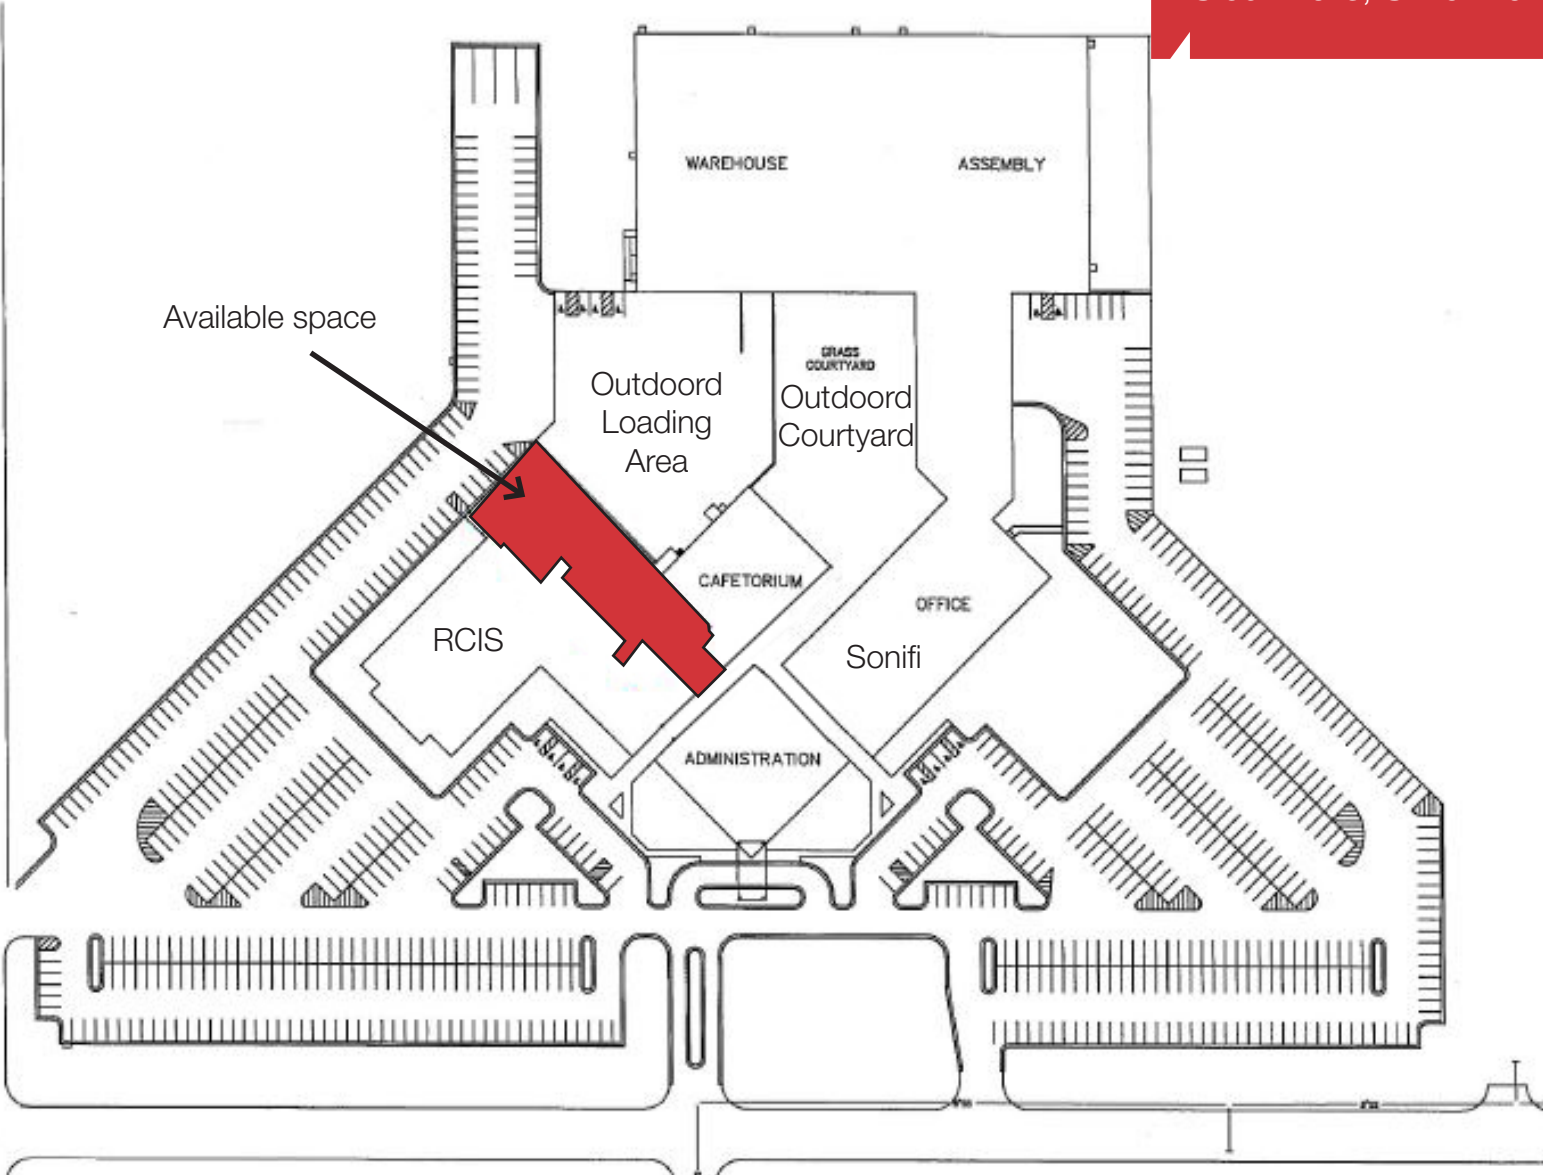 WAREHOUSE
ASSEMBLY
Available space
GRASS
COURTYARD
Outdoord
Loading
Area
Outdoord
Courtyard
CAFETORIUM
OFFICE
RCIS
Sonifi
ADMINISTRATION